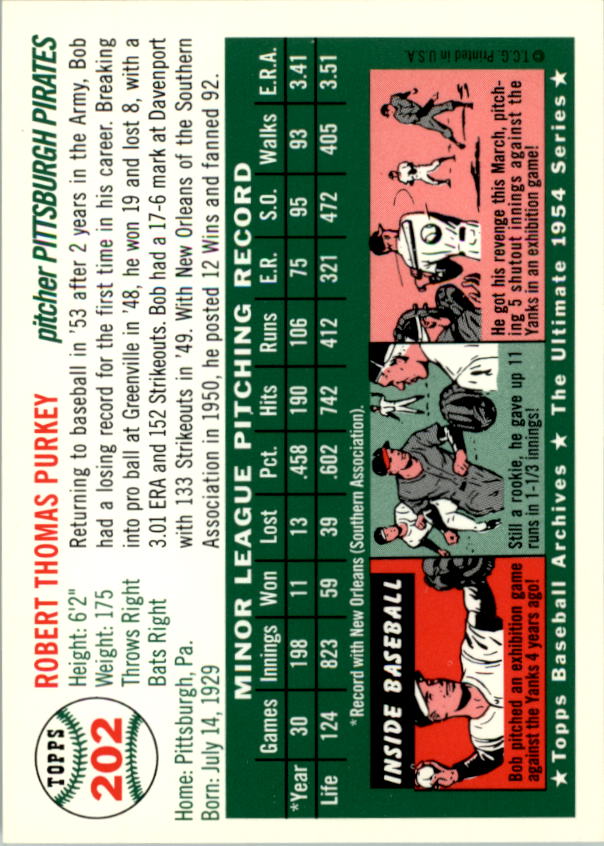 TOPPS
202
ROBERT THOMAS PURKEY
pitcher PITTSBURGH PIRATES
Height: 6'2"
Weight: 175
Throws Right
Bats Right
Home: Pittsburgh, Pa.
Born: July 14, 1929
Returning to baseball in '53 after 2 years in the Army, Bob
had a losing record for the first time in his career. Breaking
into pro ball at Greenville in '48, he won 19 and lost 8, with a
3.01 ERA and 152 Strikeouts. Bob had a 17-6 mark at Davenport
with 133 Strikeouts in '49. With New Orleans of the Southern
Association in 1950, he posted 12 Wins and fanned 92.
MINOR LEAGUE PITCHING RECORD
Games Innings Won Lost Pct. Hits Runs E.R. S.O. Walks E.R.A.
*Year 30 198 11 13 .458 190 106 75 95 93 3.41
Life 124 823 59 39 .602 742 412 321 472 405 3.51
*Record with New Orleans (Southern Association).
INSIDE BASEBALL
Bob pitched an exhibition game
against the Yanks 4 years ago!
Still a rookie, he gave up 11
runs in 1-1/3 innings!
He got his revenge this March, pitch-
ing 5 shutout innings against the
Yanks in an exhibition game!
© T.C.G. Printed in U.S.A.
★ Topps Baseball Archives ★ The Ultimate 1954 Series ★